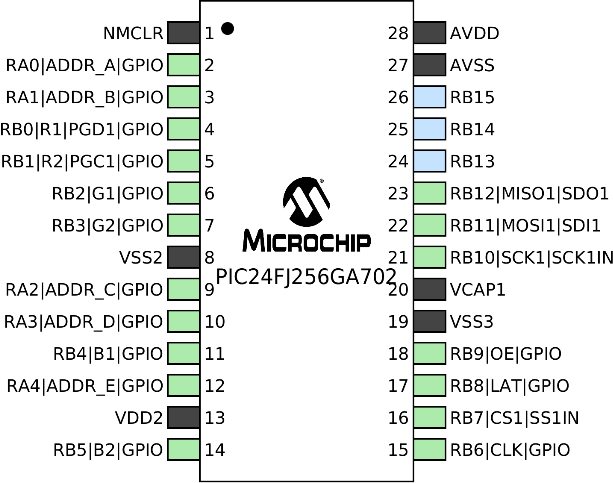 NMCLR 1 28 AVDD
RA0|ADDR_A|GPIO 2 27 AVSS
RA1|ADDR_B|GPIO 3 26 RB15
RB0|R1|PGD1|GPIO 4 25 RB14
RB1|R2|PGC1|GPIO 5 24 RB13
RB2|G1|GPIO 6 23 RB12|MISO1|SDO1
RB3|G2|GPIO 7 22 RB11|MOSI1|SDI1
MICROCHIP
VSS2 8 21 RB10|SCK1|SCK1IN
PIC24FJ256GA702
RA2|ADDR_C|GPIO 9 20 VCAP1
RA3|ADDR_D|GPIO 10 19 VSS3
RB4|B1|GPIO 11 18 RB9|OE|GPIO
RA4|ADDR_E|GPIO 12 17 RB8|LAT|GPIO
VDD2 13 16 RB7|CS1|SS1IN
RB5|B2|GPIO 14 15 RB6|CLK|GPIO